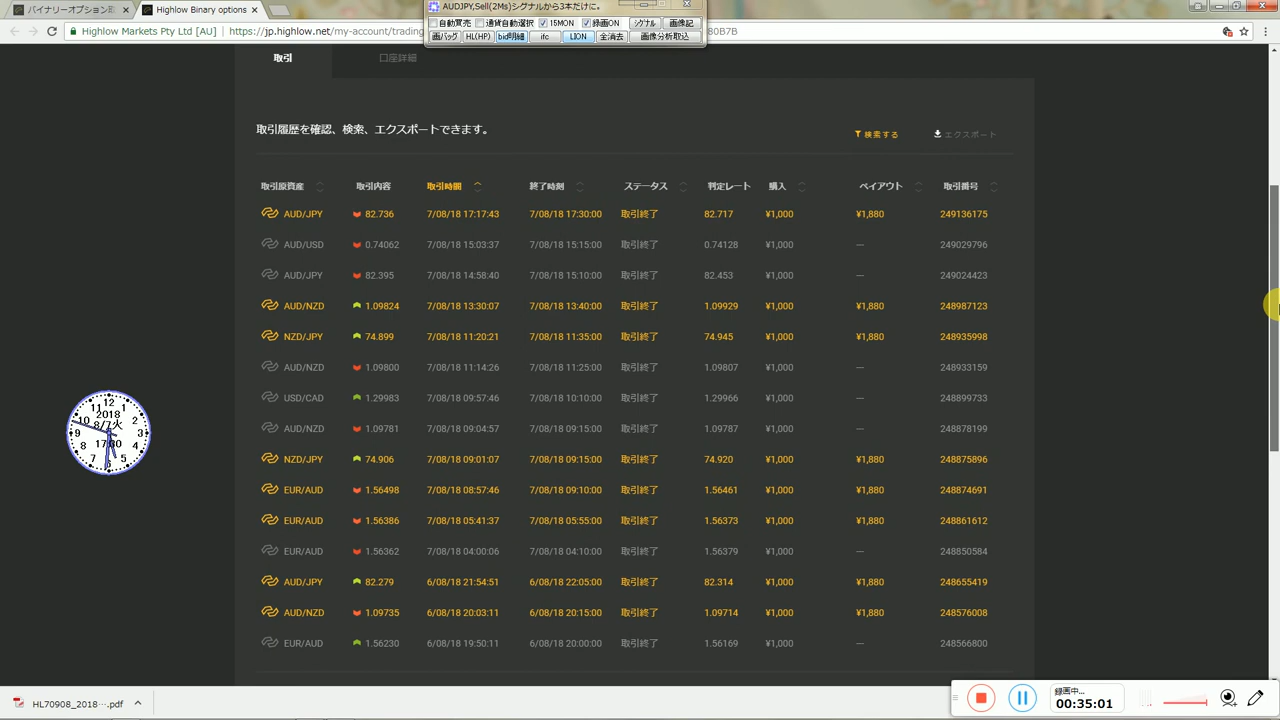 バイナリーオプション
Highlow Binary options
AUDJPY,Sell(2Ms)シグナルから3本だけに。
自動売買 通貨自動選択 15MON 録画ON シグナル 画像記
画バッグ HL(HP) bid明細 ifc LION 全消去 画像分析取込
Highlow Markets Pty Ltd [AU] https://jp.highlow.net/my-account/trading 80B7B
取引 口座詳細
取引履歴を確認、検索、エクスポートできます。
検索する エクスポート
取引原資産 取引内容 取引時間 終了時刻 ステータス 判定レート 購入 ペイアウト 取引番号
AUD/JPY 82.736 7/08/18 17:17:43 7/08/18 17:30:00 取引終了 82.717 ¥1,000 ¥1,880 249136175
AUD/USD 0.74062 7/08/18 15:03:37 7/08/18 15:15:00 取引終了 0.74128 ¥1,000 — 249029796
AUD/JPY 82.395 7/08/18 14:58:40 7/08/18 15:10:00 取引終了 82.453 ¥1,000 — 249024423
AUD/NZD 1.09824 7/08/18 13:30:07 7/08/18 13:40:00 取引終了 1.09929 ¥1,000 ¥1,880 248987123
NZD/JPY 74.899 7/08/18 11:20:21 7/08/18 11:35:00 取引終了 74.945 ¥1,000 ¥1,880 248935998
AUD/NZD 1.09800 7/08/18 11:14:26 7/08/18 11:25:00 取引終了 1.09807 ¥1,000 — 248933159
USD/CAD 1.29983 7/08/18 09:57:46 7/08/18 10:10:00 取引終了 1.29966 ¥1,000 — 248899733
AUD/NZD 1.09781 7/08/18 09:04:57 7/08/18 09:15:00 取引終了 1.09787 ¥1,000 — 248878199
NZD/JPY 74.906 7/08/18 09:01:07 7/08/18 09:15:00 取引終了 74.920 ¥1,000 ¥1,880 248875896
EUR/AUD 1.56498 7/08/18 08:57:46 7/08/18 09:10:00 取引終了 1.56461 ¥1,000 ¥1,880 248874691
EUR/AUD 1.56386 7/08/18 05:41:37 7/08/18 05:55:00 取引終了 1.56373 ¥1,000 ¥1,880 248861612
EUR/AUD 1.56362 7/08/18 04:00:06 7/08/18 04:10:00 取引終了 1.56379 ¥1,000 — 248850584
AUD/JPY 82.279 6/08/18 21:54:51 6/08/18 22:05:00 取引終了 82.314 ¥1,000 ¥1,880 248655419
AUD/NZD 1.09735 6/08/18 20:03:11 6/08/18 20:15:00 取引終了 1.09714 ¥1,000 ¥1,880 248576008
EUR/AUD 1.56230 6/08/18 19:50:11 6/08/18 20:00:00 取引終了 1.56169 ¥1,000 — 248566800
12
11 1
2018
10 2
8/7火
9 3
17:30
8 4
7 5
6
HL70908_2018-…pdf
録画中...
00:35:01